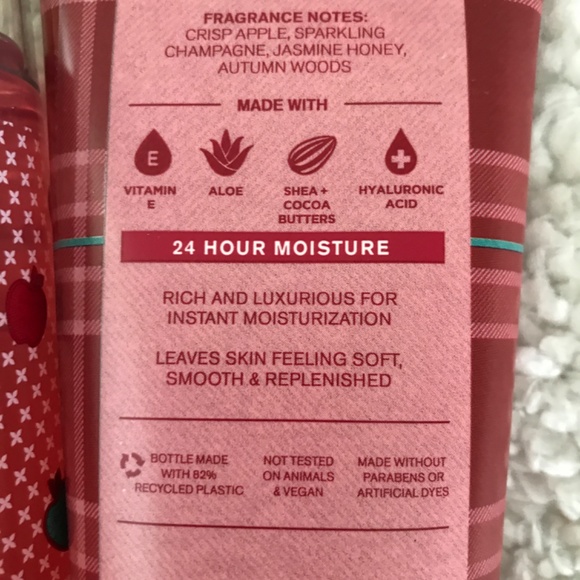 FRAGRANCE NOTES:
CRISP APPLE, SPARKLING
CHAMPAGNE, JASMINE HONEY,
AUTUMN WOODS
MADE WITH
E
VITAMIN
E
ALOE
SHEA +
COCOA
BUTTERS
HYALURONIC
ACID
24 HOUR MOISTURE
RICH AND LUXURIOUS FOR
INSTANT MOISTURIZATION
LEAVES SKIN FEELING SOFT,
SMOOTH & REPLENISHED
BOTTLE MADE
WITH 82%
RECYCLED PLASTIC
NOT TESTED
ON ANIMALS
& VEGAN
MADE WITHOUT
PARABENS OR
ARTIFICIAL DYES